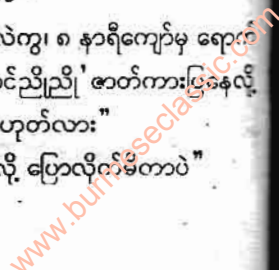 လဲကွ၊ ၈ နာရီကျော်မှ ရောက်
င်ညိုညို' ဇာတ်ကားပြနေလို့
ဟုတ်လား"
လို့ ပြောလိုက်မိကာပဲ"
www.burmeseclassic.com